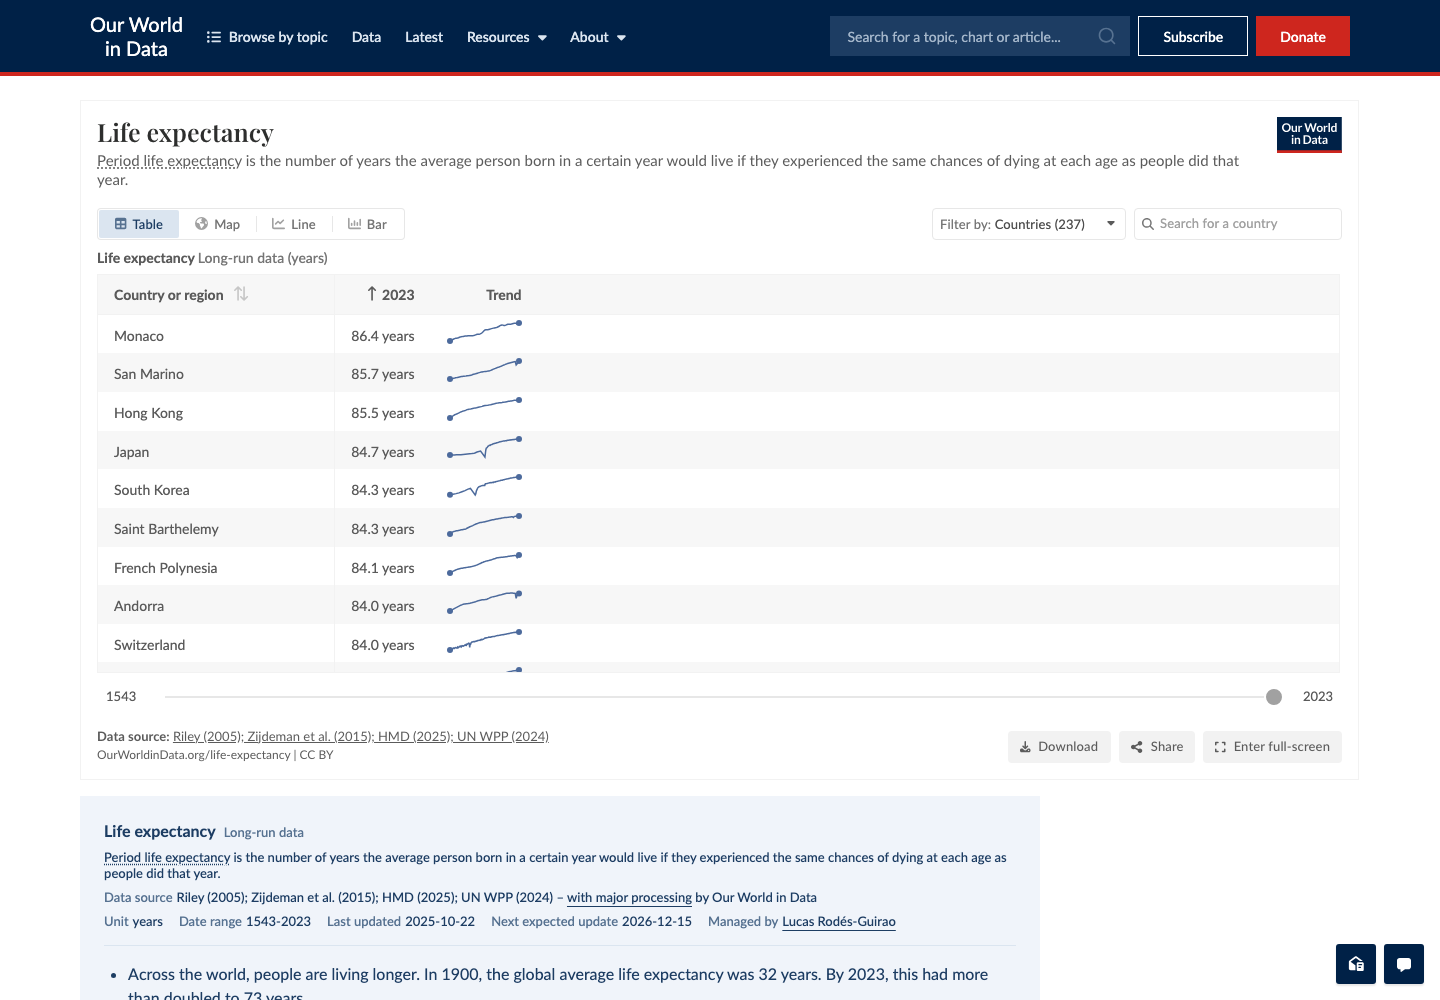 Our World
in Data
Browse by topic
Data
Latest
Resources
About
Search for a topic, chart or article...
Subscribe
Donate
Life expectancy
Our World
in Data
Period life expectancy is the number of years the average person born in a certain year would live if they experienced the same chances of dying at each age as people did that
year.
Table
Map
Line
Bar
Filter by: Countries (237)
Search for a country
Life expectancy Long-run data (years)
Country or region 2023 Trend
Monaco 86.4 years
San Marino 85.7 years
Hong Kong 85.5 years
Japan 84.7 years
South Korea 84.3 years
Saint Barthelemy 84.3 years
French Polynesia 84.1 years
Andorra 84.0 years
Switzerland 84.0 years
1543 2023
Data source: Riley (2005); Zijdeman et al. (2015); HMD (2025); UN WPP (2024)
OurWorldinData.org/life-expectancy | CC BY
Download
Share
Enter full-screen
Life expectancy Long-run data
Period life expectancy is the number of years the average person born in a certain year would live if they experienced the same chances of dying at each age as
people did that year.
Data source Riley (2005); Zijdeman et al. (2015); HMD (2025); UN WPP (2024) – with major processing by Our World in Data
Unit years Date range 1543-2023 Last updated 2025-10-22 Next expected update 2026-12-15 Managed by Lucas Rodés-Guirao
• Across the world, people are living longer. In 1900, the global average life expectancy was 32 years. By 2023, this had more
than doubled to 73 years.